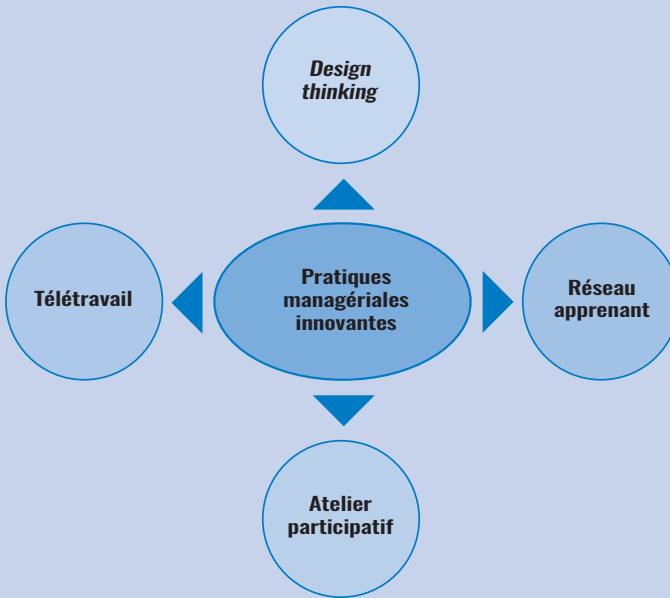 Design
thinking
Télétravail
Pratiques
managériales
innovantes
Réseau
apprenant
Atelier
participatif